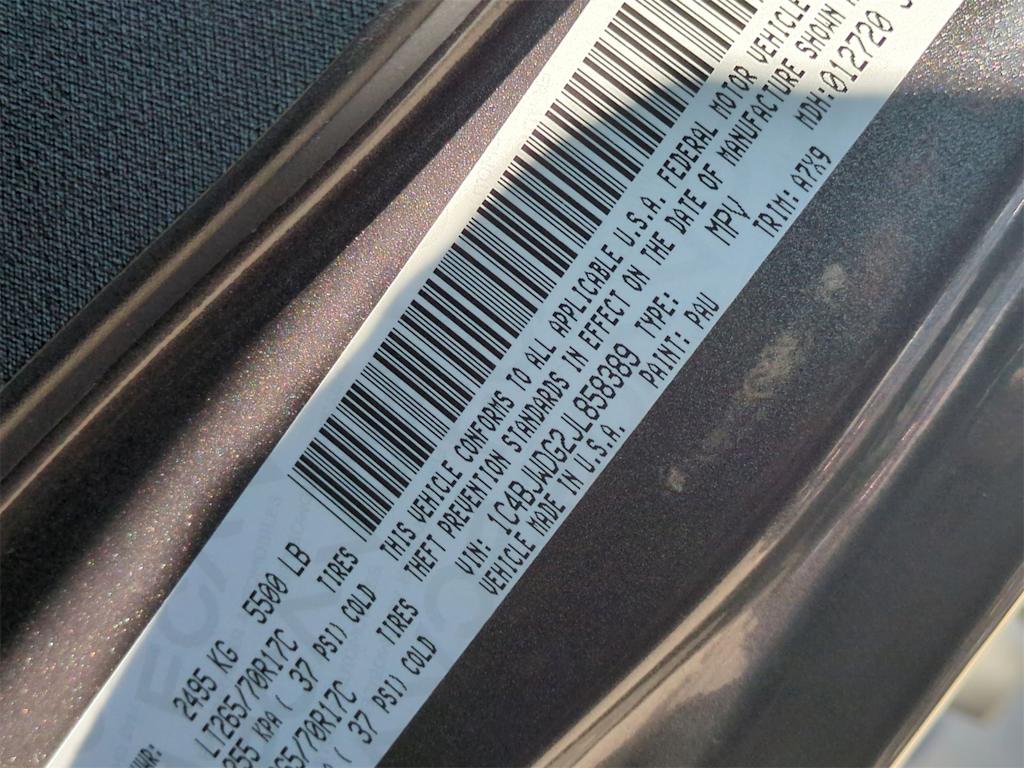 2495 KG 5500 LB
LT265/70R17C TIRES
255 KPA ( 37 PSI) COLD
65/70R17C TIRES
( 37 PSI) COLD
THIS VEHICLE CONFORMS TO ALL APPLICABLE U.S.A. FEDERAL MOTOR VEHICLE
THEFT PREVENTION STANDARDS IN EFFECT ON THE DATE OF MANUFACTURE SHOWN
VIN: 1C4BJWDG2JL858389 TYPE: MPV MDH:012720
VEHICLE MADE IN U.S.A. PAINT: PAU TRIM: A7X9